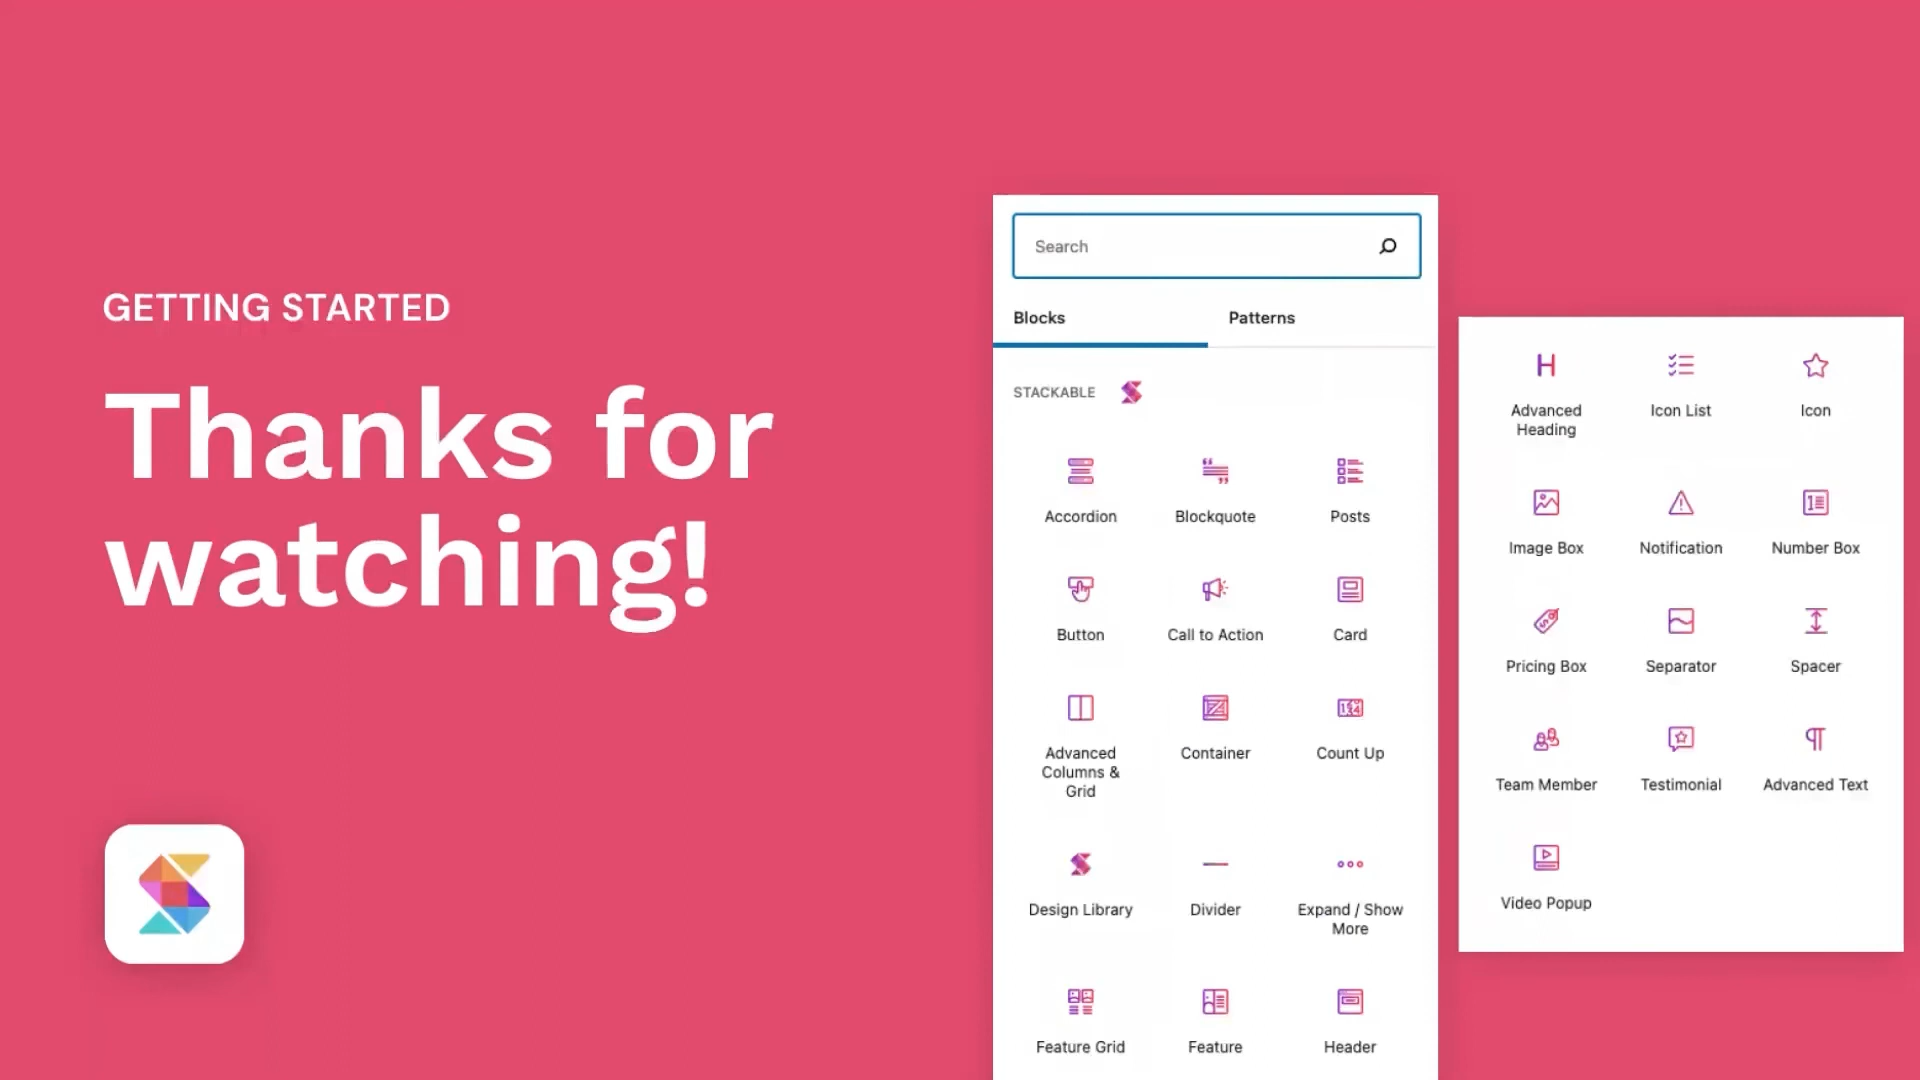 GETTING STARTED
Thanks for
watching!
Search
Blocks
Patterns
STACKABLE
Accordion
Blockquote
Posts
Button
Call to Action
Card
Advanced
Columns &
Grid
Container
Count Up
Design Library
Divider
Expand / Show
More
Feature Grid
Feature
Header
Advanced
Heading
Icon List
Icon
Image Box
Notification
Number Box
Pricing Box
Separator
Spacer
Team Member
Testimonial
Advanced Text
Video Popup